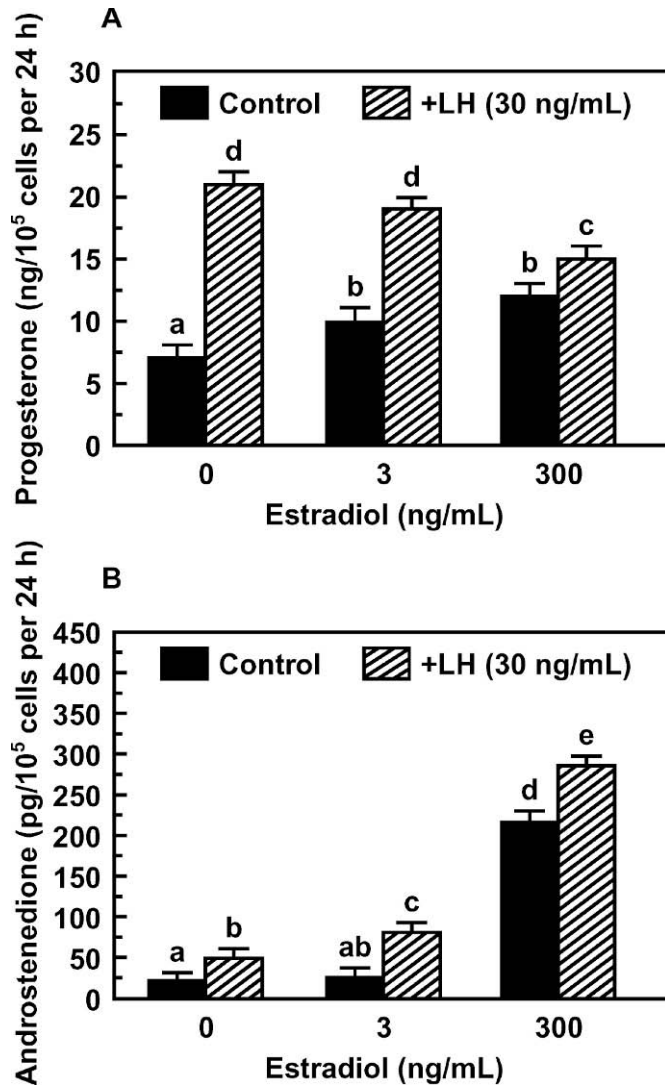 A
Progesterone (ng/10⁵ cells per 24 h)
30
25
20
15
10
5
0
Control
+LH (30 ng/mL)
a
d
b
d
b
c
0
3
300
Estradiol (ng/mL)
B
Androstenedione (pg/10⁵ cells per 24 h)
450
400
350
300
250
200
150
100
50
0
Control
+LH (30 ng/mL)
a
b
ab
c
d
e
0
3
300
Estradiol (ng/mL)